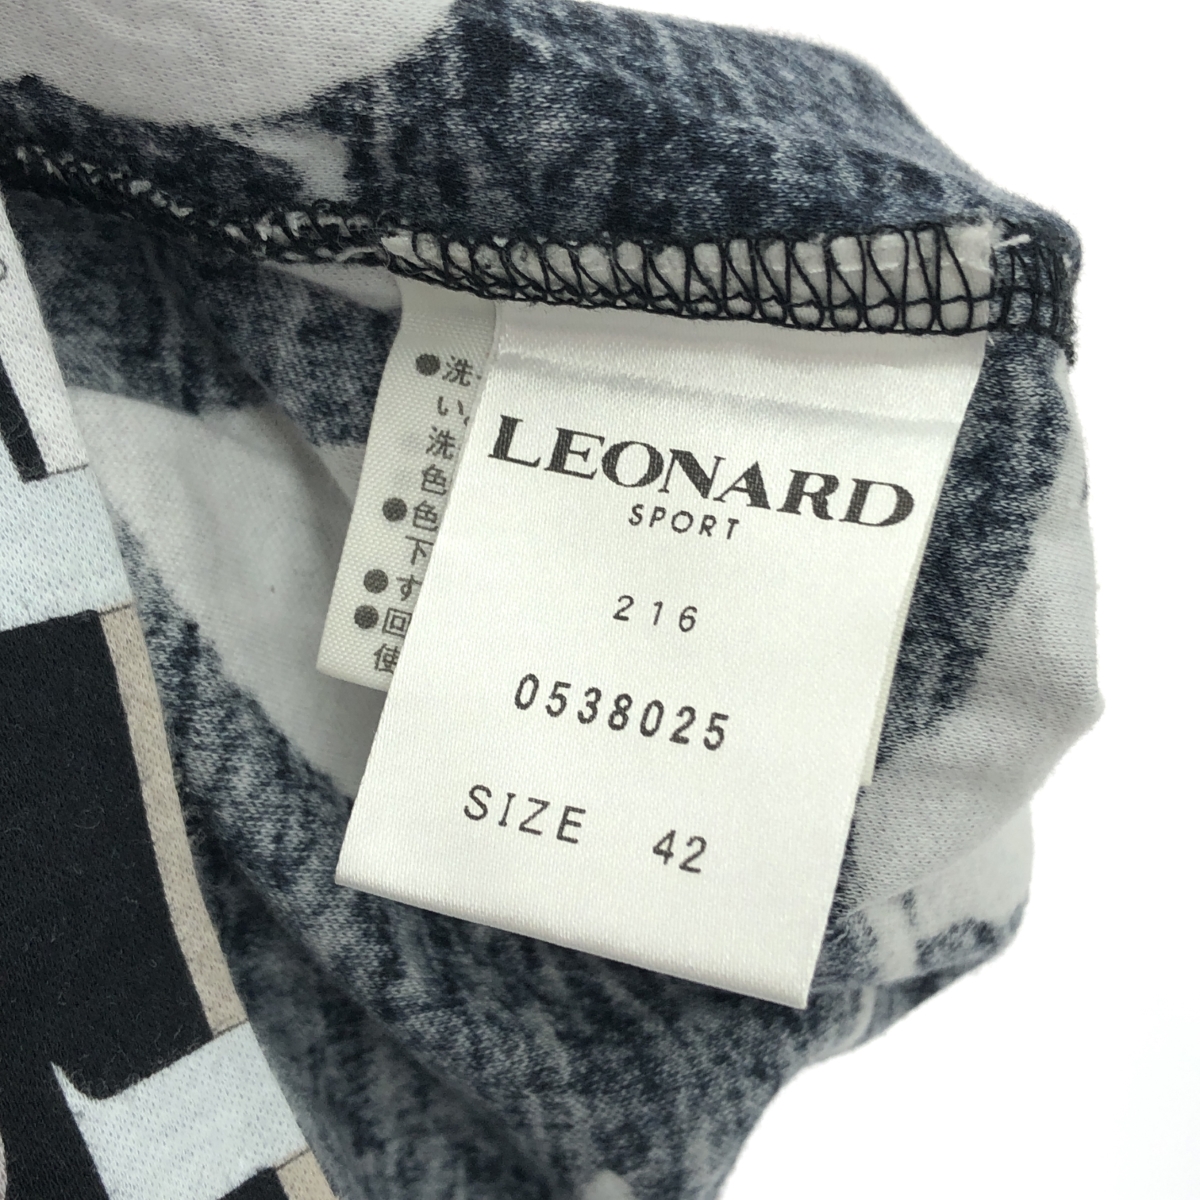 LEONARD
SPORT
216
0538025
SIZE 42
●洗
い
洗
色
●色
下
●す
●回
使